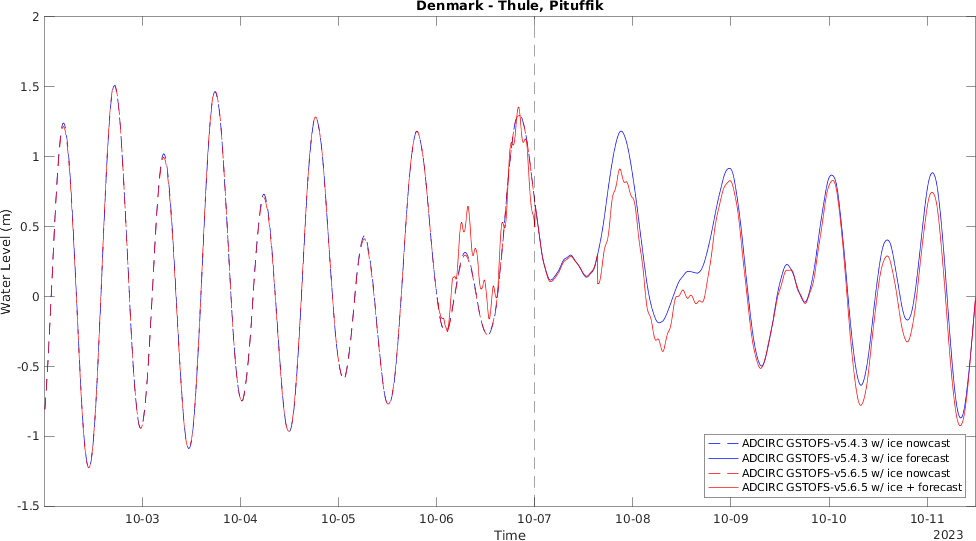 Denmark - Thule, Pituffik
2
1.5
1
0.5
0
-0.5
-1
-1.5
Water Level (m)
ADCIRC GSTOFS-v5.4.3 w/ ice nowcast
ADCIRC GSTOFS-v5.4.3 w/ ice forecast
ADCIRC GSTOFS-v5.6.5 w/ ice nowcast
ADCIRC GSTOFS-v5.6.5 w/ ice + forecast
10-03 10-04 10-05 10-06 10-07 10-08 10-09 10-10 10-11
Time
2023